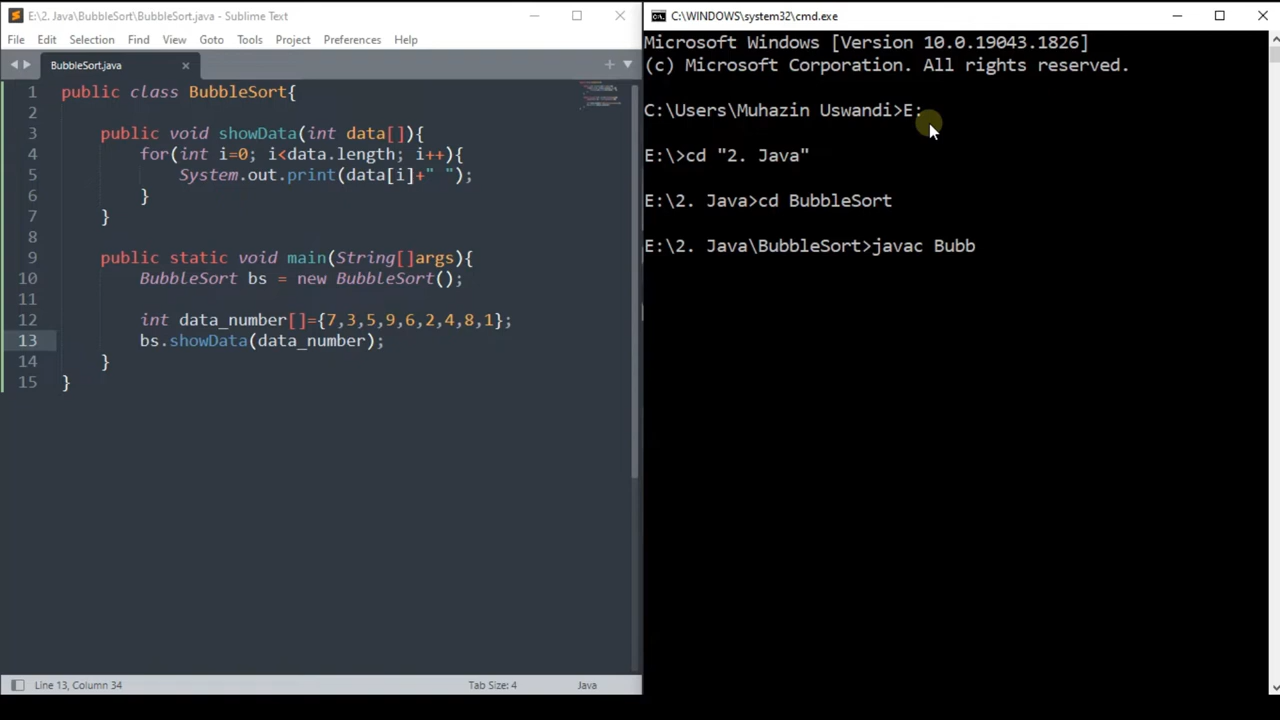 E:\2. Java\BubbleSort\BubbleSort.java - Sublime Text
File Edit Selection Find View Goto Tools Project Preferences Help
BubbleSort.java
1 public class BubbleSort{
2
3 public void showData(int data[]){
4 for(int i=0; i<data.length; i++){
5 System.out.print(data[i]+" ");
6 }
7 }
8
9 public static void main(String[]args){
10 BubbleSort bs = new BubbleSort();
11
12 int data_number[]={7,3,5,9,6,2,4,8,1};
13 bs.showData(data_number);
14 }
15 }
Line 13, Column 34 Tab Size: 4 Java
C:\WINDOWS\system32\cmd.exe
Microsoft Windows [Version 10.0.19043.1826]
(c) Microsoft Corporation. All rights reserved.
C:\Users\Muhazin Uswandi>E:
E:\>cd "2. Java"
E:\2. Java>cd BubbleSort
E:\2. Java\BubbleSort>javac Bubb